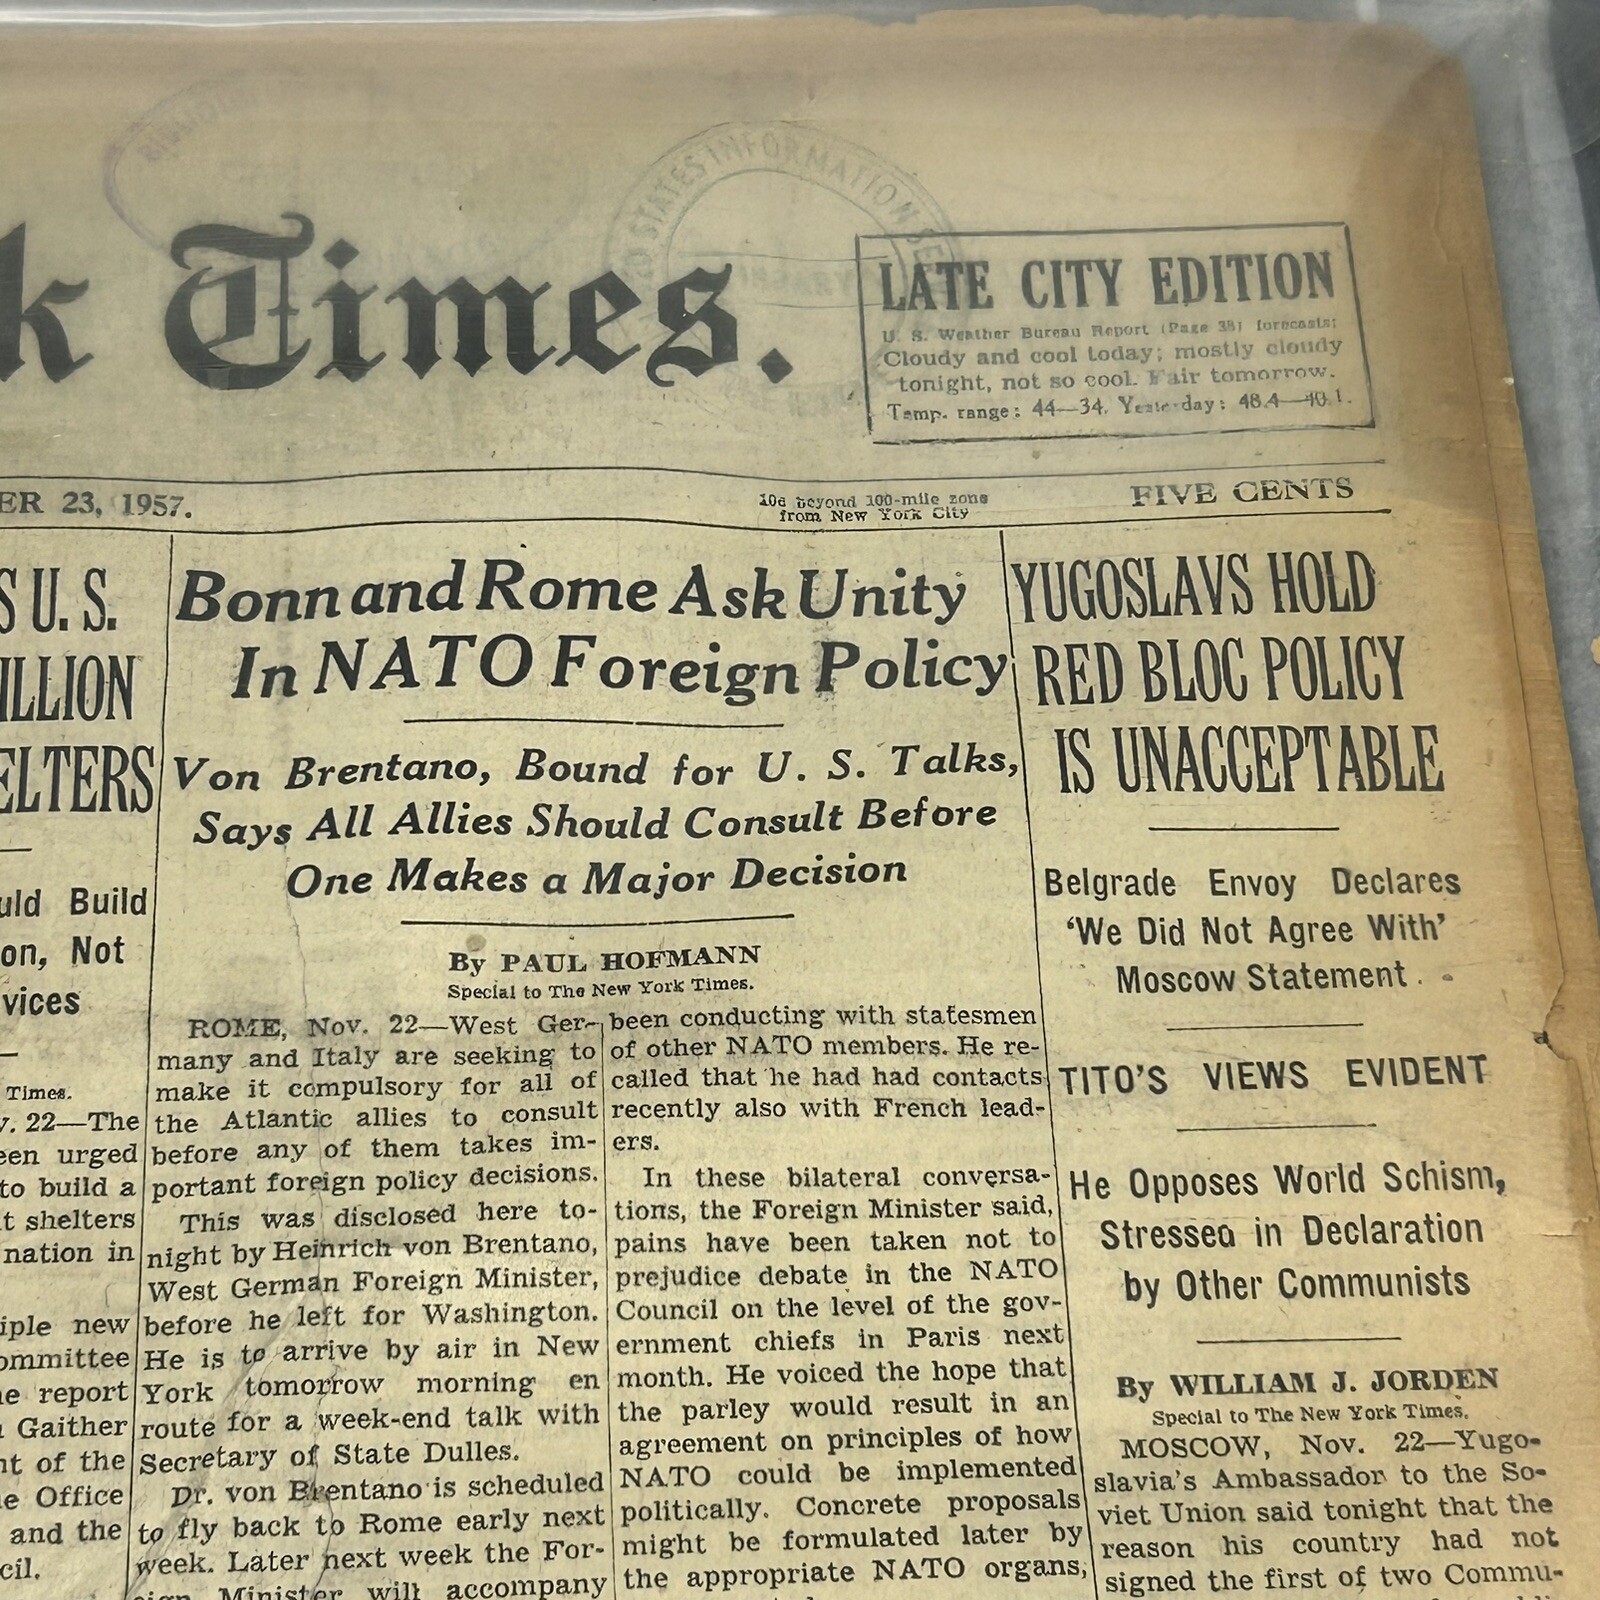 k Times.
STATES INFORMATION SE
LATE CITY EDITION
U. S. Weather Bureau Report (Page 38) forecasts:
Cloudy and cool today; mostly cloudy
tonight, not so cool. Fair tomorrow.
Temp. range: 44—34. Yesterday: 48.4—40.1.
ER 23, 1957.
10¢ beyond 100-mile zone
from New York City
FIVE CENTS
S U. S.
ILLION
ELTERS
uld Build
on, Not
vices
Times.
v. 22—The
een urged
to build a
t shelters
nation in
iple new
ommittee
e report
Gaither
nt of the
e Office
and the
cil.
Bonn and Rome Ask Unity
In NATO Foreign Policy
Von Brentano, Bound for U. S. Talks,
Says All Allies Should Consult Before
One Makes a Major Decision
By PAUL HOFMANN
Special to The New York Times.
ROME, Nov. 22—West Ger-
many and Italy are seeking to
make it compulsory for all of
the Atlantic allies to consult
before any of them takes im-
portant foreign policy decisions.
This was disclosed here to-
night by Heinrich von Brentano,
West German Foreign Minister,
before he left for Washington.
He is to arrive by air in New
York tomorrow morning en
route for a week-end talk with
Secretary of State Dulles.
Dr. von Brentano is scheduled
to fly back to Rome early next
week. Later next week the For-
eign Minister will accompany
been conducting with statesmen
of other NATO members. He re-
called that he had had contacts
recently also with French lead-
ers.
In these bilateral conversa-
tions, the Foreign Minister said,
pains have been taken not to
prejudice debate in the NATO
Council on the level of the gov-
ernment chiefs in Paris next
month. He voiced the hope that
the parley would result in an
agreement on principles of how
NATO could be implemented
politically. Concrete proposals
might be formulated later by
the appropriate NATO organs,
YUGOSLAVS HOLD
RED BLOC POLICY
IS UNACCEPTABLE
Belgrade Envoy Declares
‘We Did Not Agree With’
Moscow Statement
TITO'S VIEWS EVIDENT
He Opposes World Schism,
Stressed in Declaration
by Other Communists
By WILLIAM J. JORDEN
Special to The New York Times.
MOSCOW, Nov. 22—Yugo-
slavia's Ambassador to the So-
viet Union said tonight that the
reason his country had not
signed the first of two Commu-